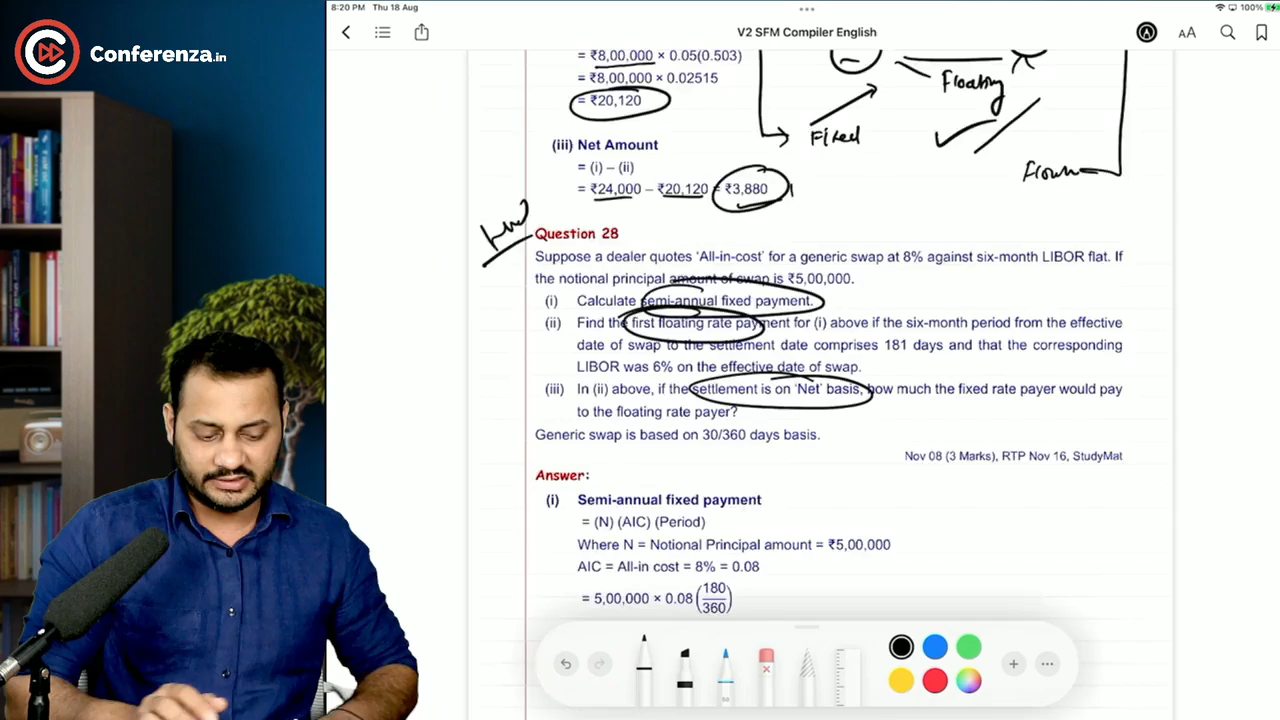 8:20 PM Thu 18 Aug
100%
Conferenza.in
V2 SFM Compiler English
AA
= ₹8,00,000 × 0.05(0.503)
= ₹8,00,000 × 0.02515
= ₹20,120
Floating
Fixed
(iii) Net Amount
= (i) – (ii)
= ₹24,000 – ₹20,120 = ₹3,880
Question 28
Suppose a dealer quotes 'All-in-cost' for a generic swap at 8% against six-month LIBOR flat. If
the notional principal amount of swap is ₹5,00,000.
(i) Calculate semi-annual fixed payment.
(ii) Find the first floating rate payment for (i) above if the six-month period from the effective
date of swap to the settlement date comprises 181 days and that the corresponding
LIBOR was 6% on the effective date of swap.
(iii) In (ii) above, if the settlement is on 'Net' basis, how much the fixed rate payer would pay
to the floating rate payer?
Generic swap is based on 30/360 days basis.
Nov 08 (3 Marks), RTP Nov 16, StudyMat
Answer:
(i) Semi-annual fixed payment
= (N) (AIC) (Period)
Where N = Notional Principal amount = ₹5,00,000
AIC = All-in cost = 8% = 0.08
= 5,00,000 × 0.08 (180/360)